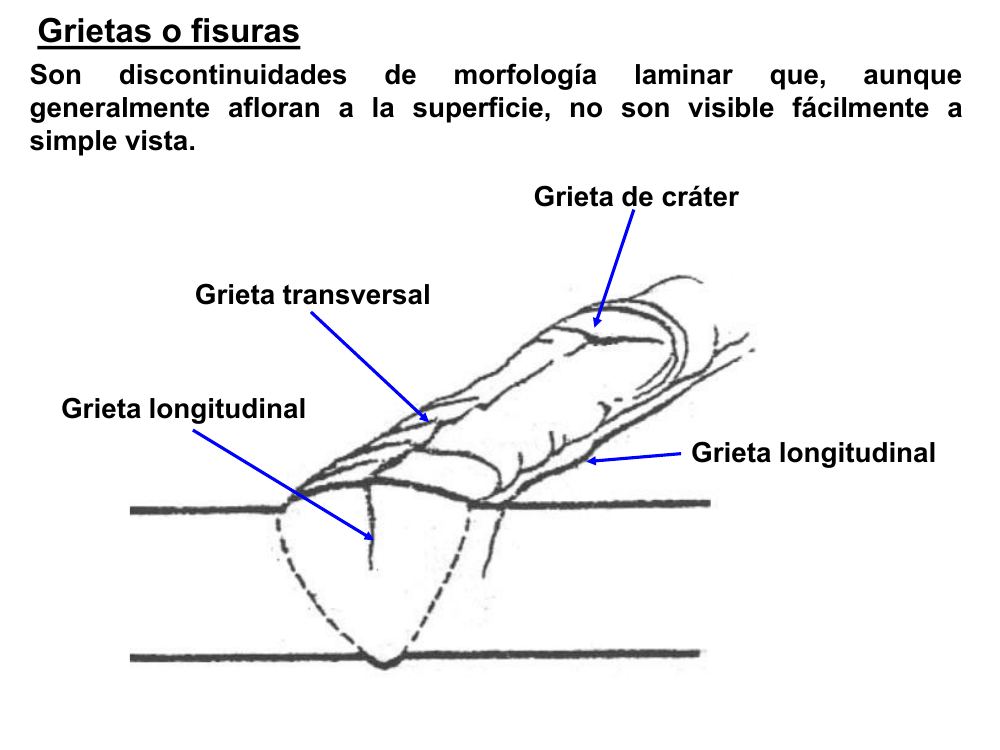 Grietas o fisuras
Son discontinuidades de morfología laminar que, aunque
generalmente afloran a la superficie, no son visible fácilmente a
simple vista.
Grieta de cráter
Grieta transversal
Grieta longitudinal
Grieta longitudinal